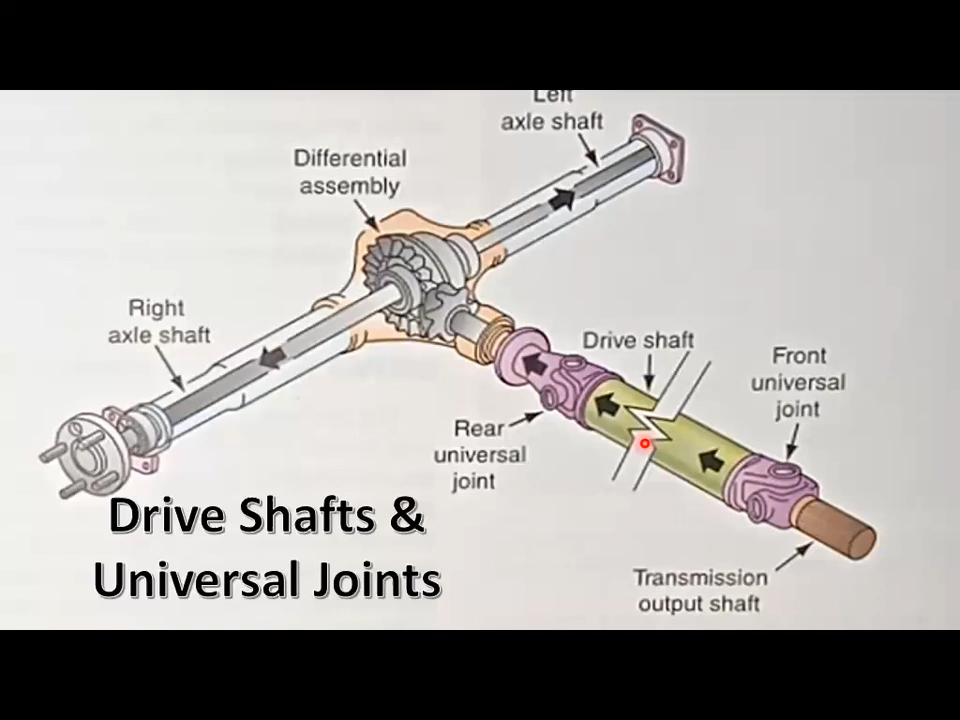 Left
axle shaft
Differential
assembly
Right
axle shaft
Drive shaft
Front
universal
joint
Rear
universal
joint
Drive Shafts &
Universal Joints
Transmission
output shaft